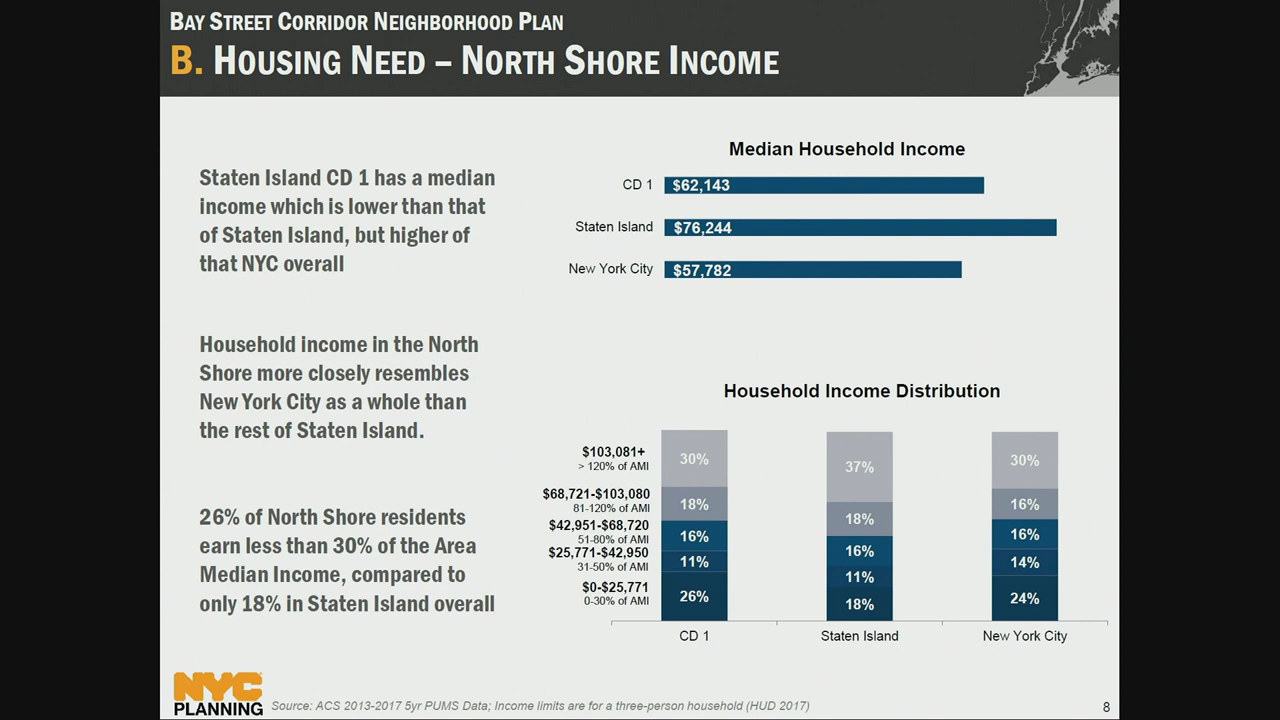 BAY STREET CORRIDOR NEIGHBORHOOD PLAN
B. HOUSING NEED – NORTH SHORE INCOME
Staten Island CD 1 has a median
income which is lower than that
of Staten Island, but higher of
that NYC overall
Household income in the North
Shore more closely resembles
New York City as a whole than
the rest of Staten Island.
26% of North Shore residents
earn less than 30% of the Area
Median Income, compared to
only 18% in Staten Island overall
Median Household Income
CD 1 $62,143
Staten Island $76,244
New York City $57,782
Household Income Distribution
$103,081+
> 120% of AMI
30% 37% 30%
$68,721-$103,080
81-120% of AMI
18% 18% 16%
$42,951-$68,720
51-80% of AMI
16% 16% 16%
$25,771-$42,950
31-50% of AMI
11% 11% 14%
$0-$25,771
0-30% of AMI
26% 18% 24%
CD 1 Staten Island New York City
NYC
PLANNING
Source: ACS 2013-2017 5yr PUMS Data; Income limits are for a three-person household (HUD 2017)
8